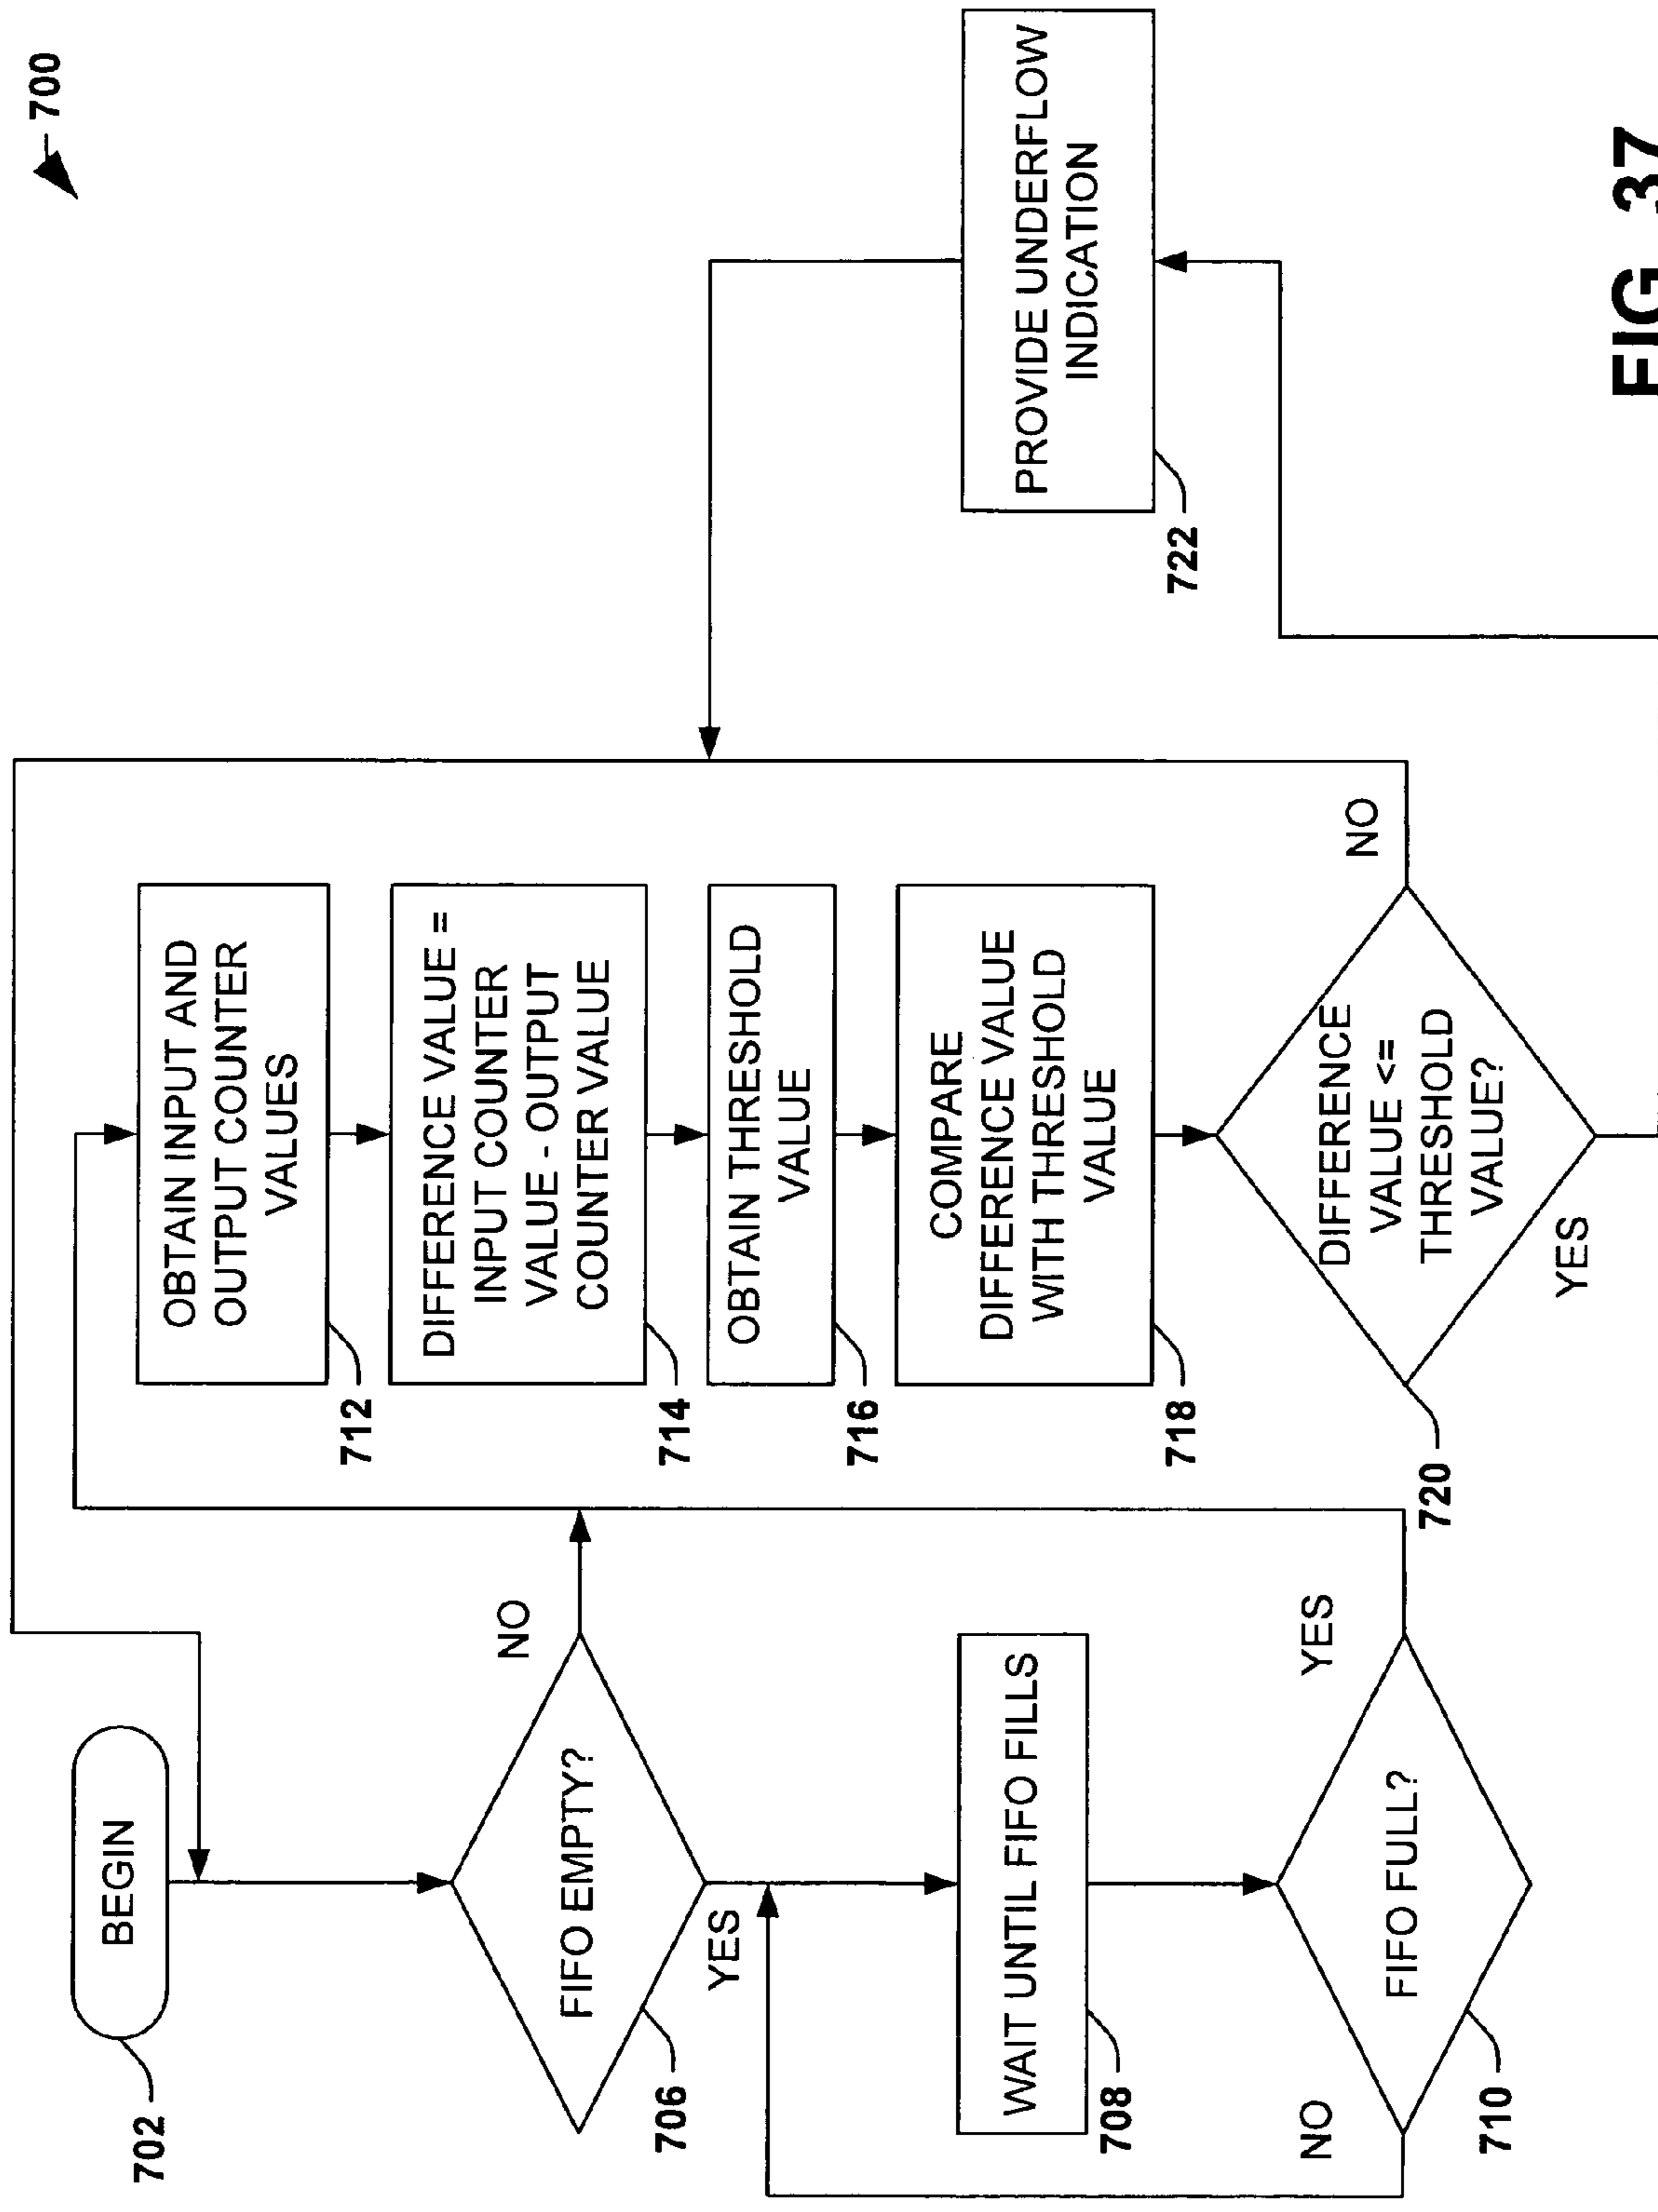 700
BEGIN
702
FIFO EMPTY?
706
NO
YES
WAIT UNTIL FIFO FILLS
708
FIFO FULL?
710
NO
YES
OBTAIN INPUT AND
OUTPUT COUNTER
VALUES
712
DIFFERENCE VALUE =
INPUT COUNTER
VALUE - OUTPUT
COUNTER VALUE
714
OBTAIN THRESHOLD
VALUE
716
COMPARE
DIFFERENCE VALUE
WITH THRESHOLD
VALUE
718
DIFFERENCE
VALUE <=
THRESHOLD
VALUE?
720
NO
YES
PROVIDE UNDERFLOW
INDICATION
722
FIG. 37